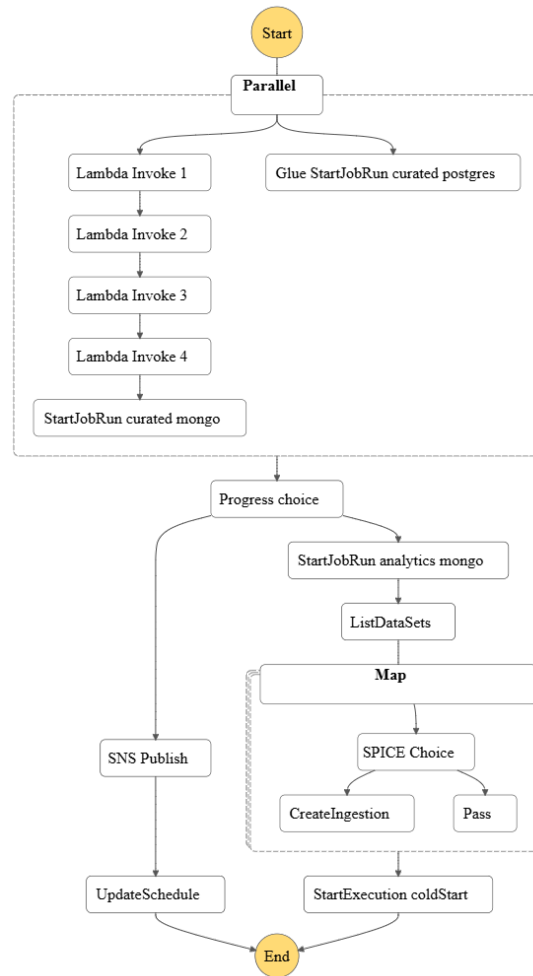 Start
Parallel
Lambda Invoke 1
Glue StartJobRun curated postgres
Lambda Invoke 2
Lambda Invoke 3
Lambda Invoke 4
StartJobRun curated mongo
Progress choice
StartJobRun analytics mongo
ListDataSets
Map
SNS Publish
SPICE Choice
CreateIngestion
Pass
UpdateSchedule
StartExecution coldStart
End